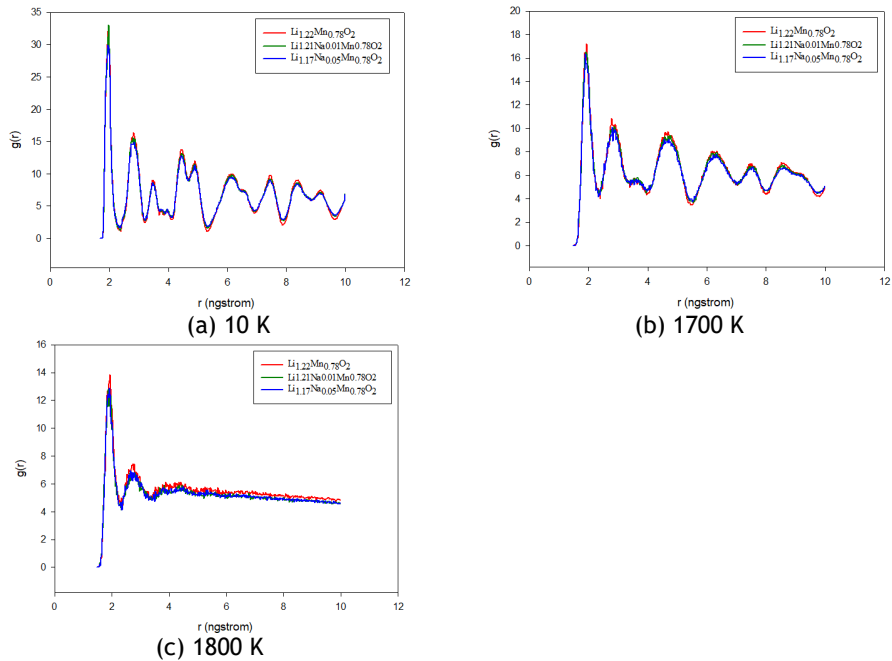 35
30
25
20
15
10
5
0
g(r)
Li1.22Mn0.78O2
Li1.21Na0.01Mn0.78O2
Li1.17Na0.05Mn0.78O2
0 2 4 6 8 10 12
r (ngstrom)
(a) 10 K
20
18
16
14
12
10
8
6
4
2
0
g(r)
Li1.22Mn0.78O2
Li1.21Na0.01Mn0.78O2
Li1.17Na0.05Mn0.78O2
0 2 4 6 8 10 12
r (ngstrom)
(b) 1700 K
16
14
12
10
8
6
4
2
0
g(r)
Li1.22Mn0.78O2
Li1.21Na0.01Mn0.78O2
Li1.17Na0.05Mn0.78O2
0 2 4 6 8 10 12
r (ngstrom)
(c) 1800 K